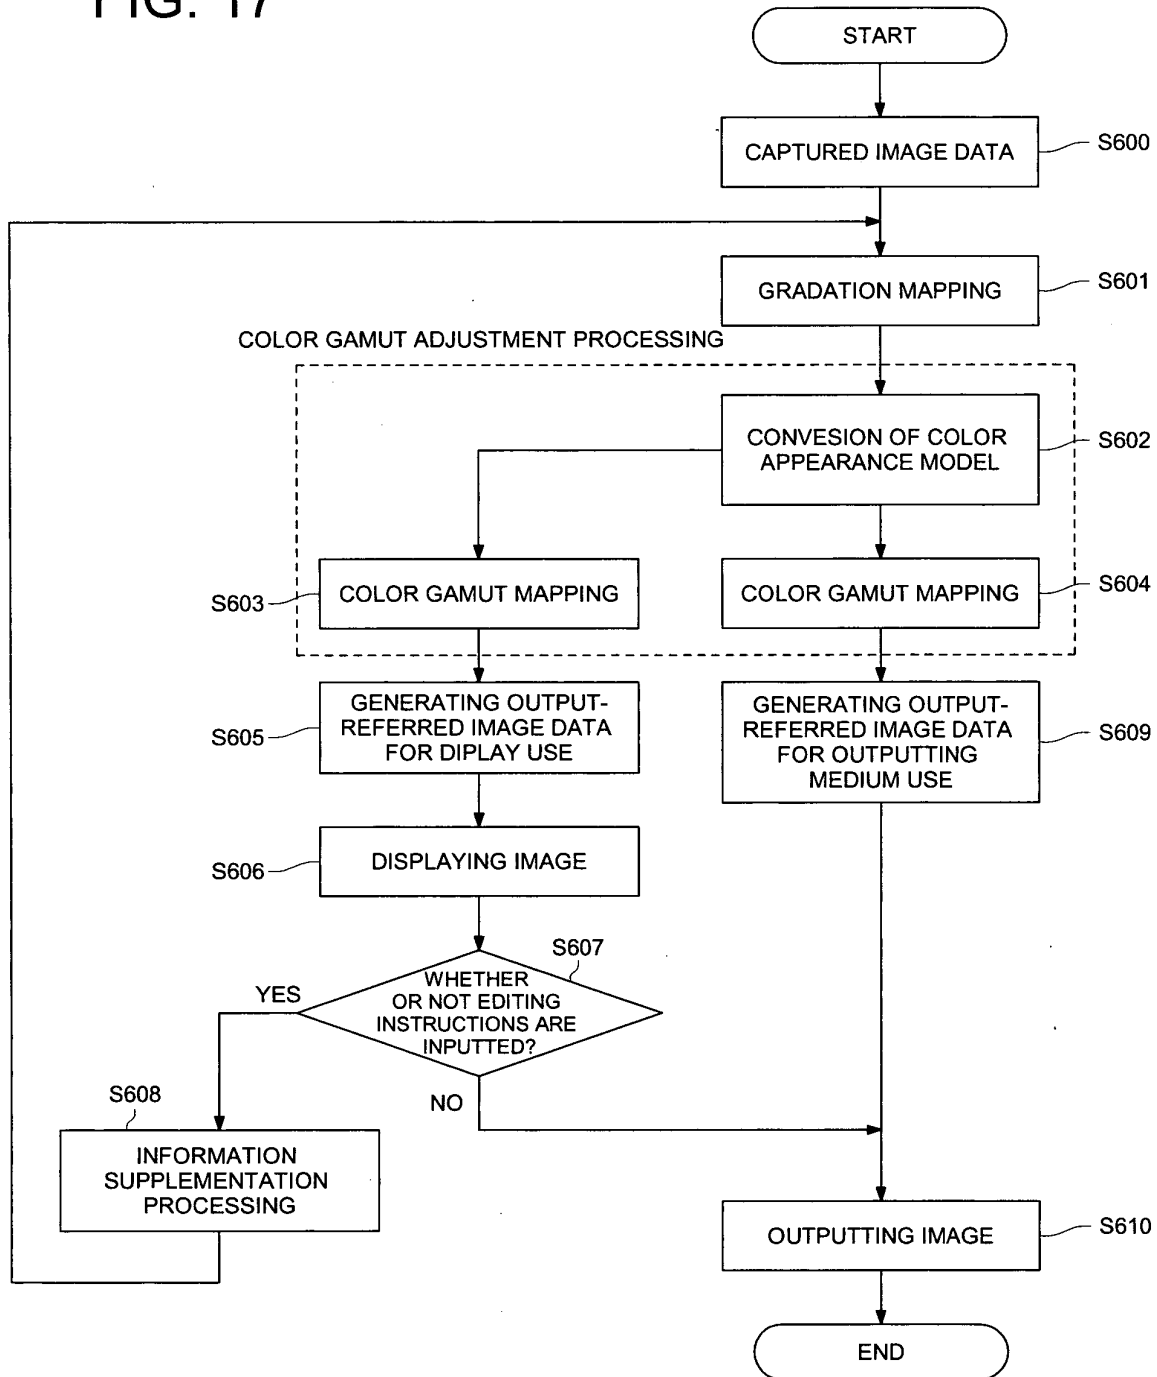 FIG. 17
START
CAPTURED IMAGE DATA
S600
GRADATION MAPPING
S601
COLOR GAMUT ADJUSTMENT PROCESSING
CONVESION OF COLOR
APPEARANCE MODEL
S602
S603
COLOR GAMUT MAPPING
COLOR GAMUT MAPPING
S604
S605
GENERATING OUTPUT-
REFERRED IMAGE DATA
FOR DIPLAY USE
GENERATING OUTPUT-
REFERRED IMAGE DATA
FOR OUTPUTTING
MEDIUM USE
S609
S606
DISPLAYING IMAGE
S607
WHETHER
OR NOT EDITING
INSTRUCTIONS ARE
INPUTTED?
YES
NO
S608
INFORMATION
SUPPLEMENTATION
PROCESSING
OUTPUTTING IMAGE
S610
END